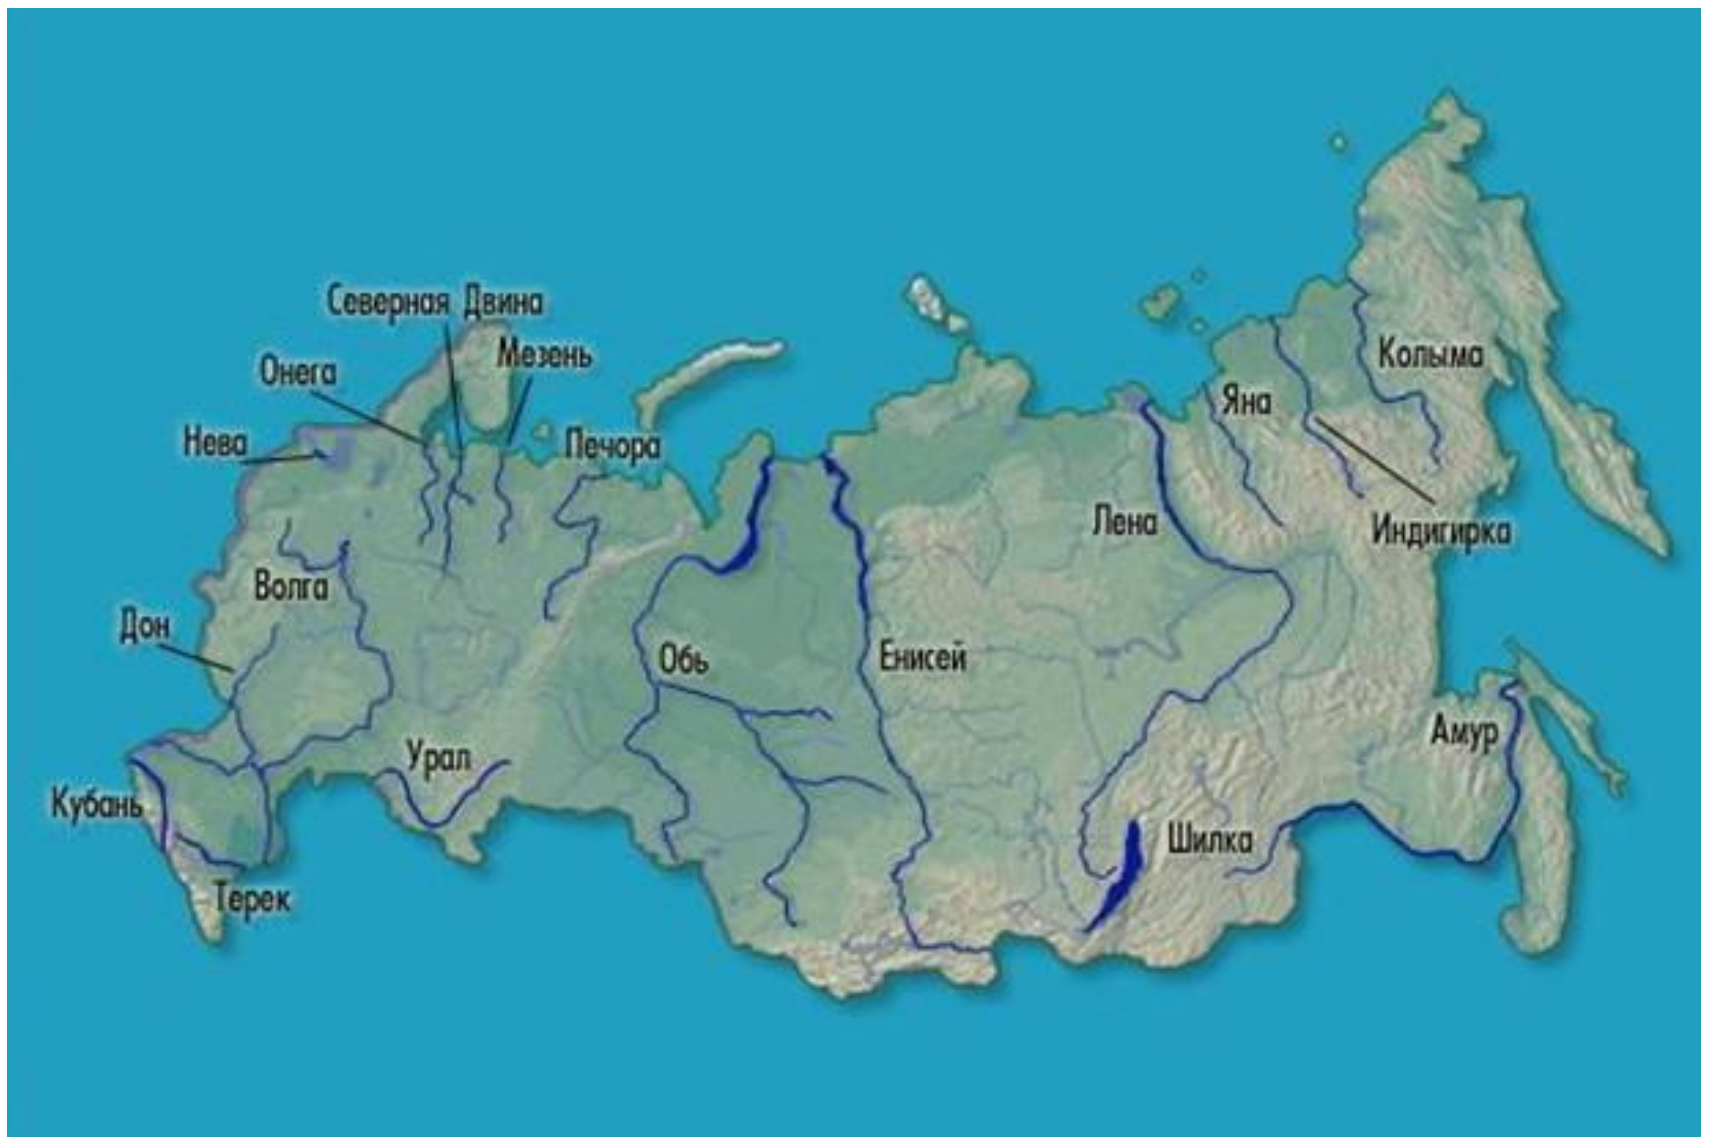 Северная Двина
Мезень
Онега
Нева
Печора
Колыма
Яна
Индигирка
Лена
Волга
Дон
Обь
Енисей
Урал
Амур
Кубань
Шилка
Терек